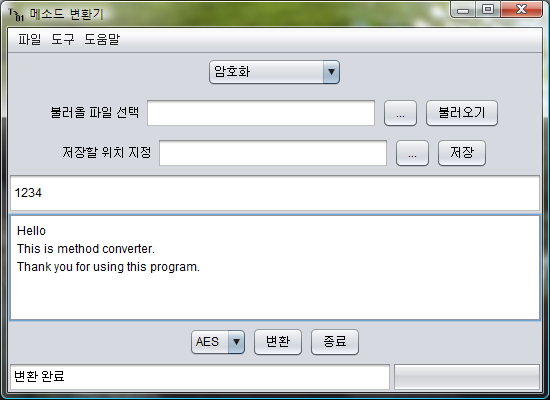 메소드 변환기
파일 도구 도움말
암호화
불러올 파일 선택 ... 불러오기
저장할 위치 지정 ... 저장
1234
Hello
This is method converter.
Thank you for using this program.
AES 변환 종료
변환 완료